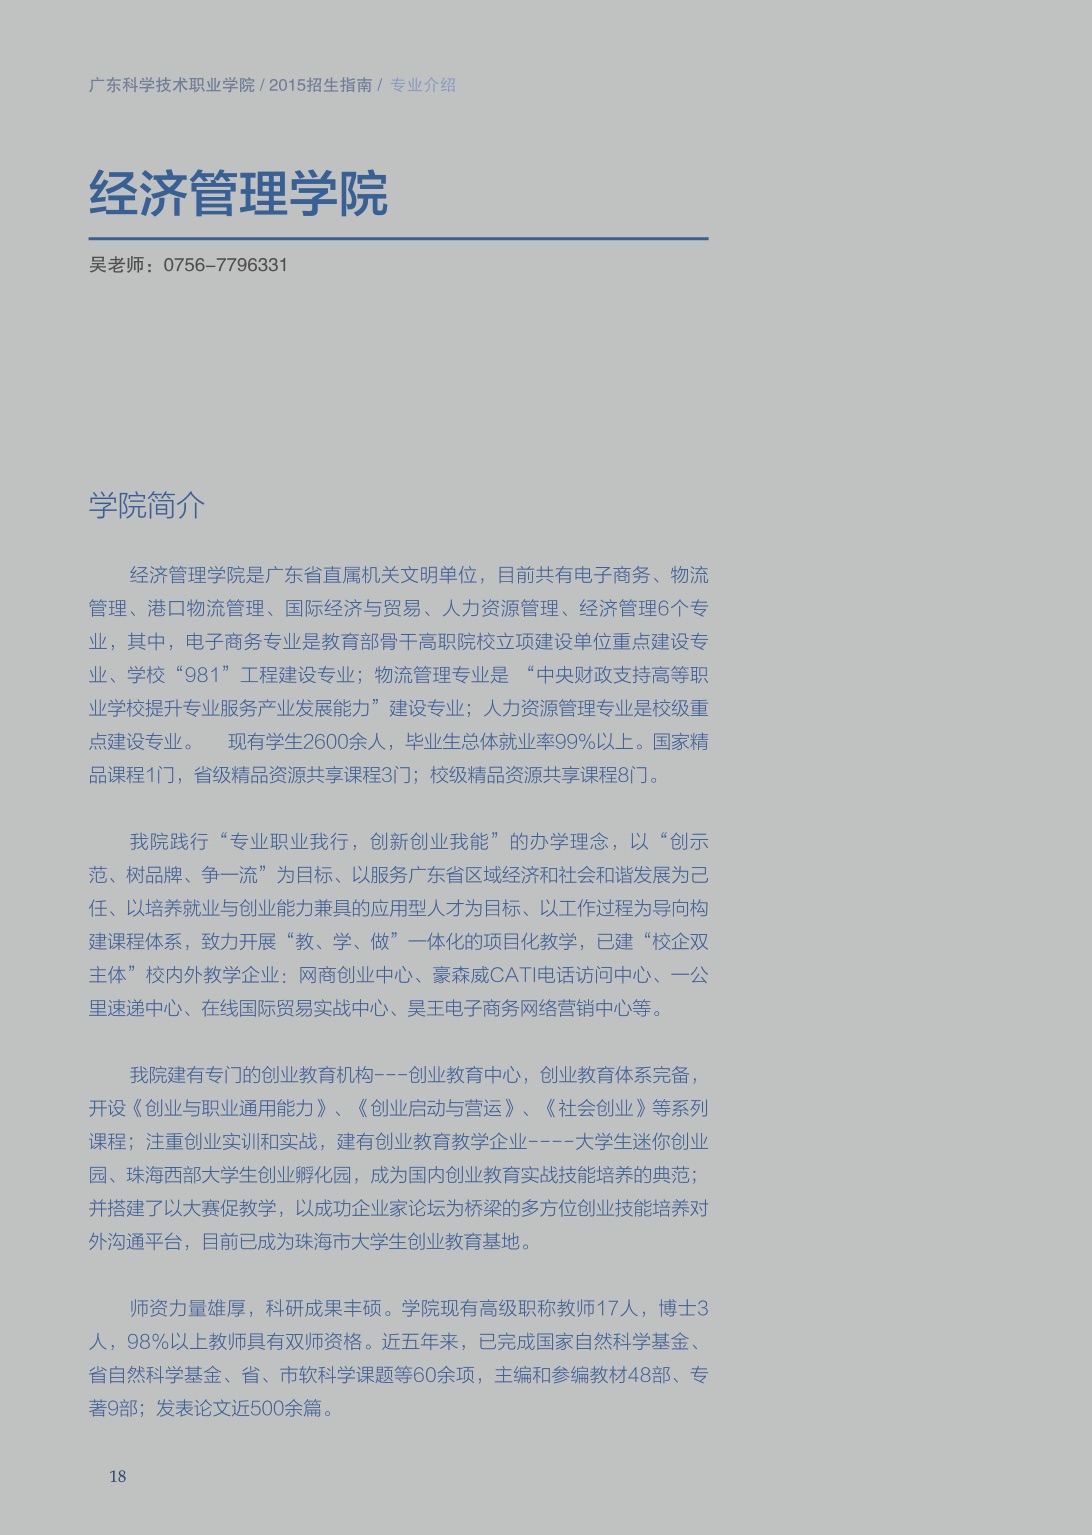 广东科学技术职业学院 / 2015招生指南 / 专业介绍
经济管理学院
吴老师：0756-7796331
学院简介
经济管理学院是广东省直属机关文明单位，目前共有电子商务、物流
管理、港口物流管理、国际经济与贸易、人力资源管理、经济管理6个专
业，其中，电子商务专业是教育部骨干高职院校立项建设单位重点建设专
业、学校“981”工程建设专业；物流管理专业是 “中央财政支持高等职
业学校提升专业服务产业发展能力”建设专业；人力资源管理专业是校级重
点建设专业。 现有学生2600余人，毕业生总体就业率99%以上。国家精
品课程1门，省级精品资源共享课程3门；校级精品资源共享课程8门。
我院践行“专业职业我行，创新创业我能”的办学理念，以“创示
范、树品牌、争一流”为目标、以服务广东省区域经济和社会和谐发展为己
任、以培养就业与创业能力兼具的应用型人才为目标、以工作过程为导向构
建课程体系，致力开展“教、学、做”一体化的项目化教学，已建“校企双
主体”校内外教学企业：网商创业中心、豪森威CATI电话访问中心、一公
里速递中心、在线国际贸易实战中心、昊王电子商务网络营销中心等。
我院建有专门的创业教育机构---创业教育中心，创业教育体系完备，
开设《创业与职业通用能力》、《创业启动与营运》、《社会创业》等系列
课程；注重创业实训和实战，建有创业教育教学企业----大学生迷你创业
园、珠海西部大学生创业孵化园，成为国内创业教育实战技能培养的典范；
并搭建了以大赛促教学，以成功企业家论坛为桥梁的多方位创业技能培养对
外沟通平台，目前已成为珠海市大学生创业教育基地。
师资力量雄厚，科研成果丰硕。学院现有高级职称教师17人，博士3
人，98%以上教师具有双师资格。近五年来，已完成国家自然科学基金、
省自然科学基金、省、市软科学课题等60余项，主编和参编教材48部、专
著9部；发表论文近500余篇。
18